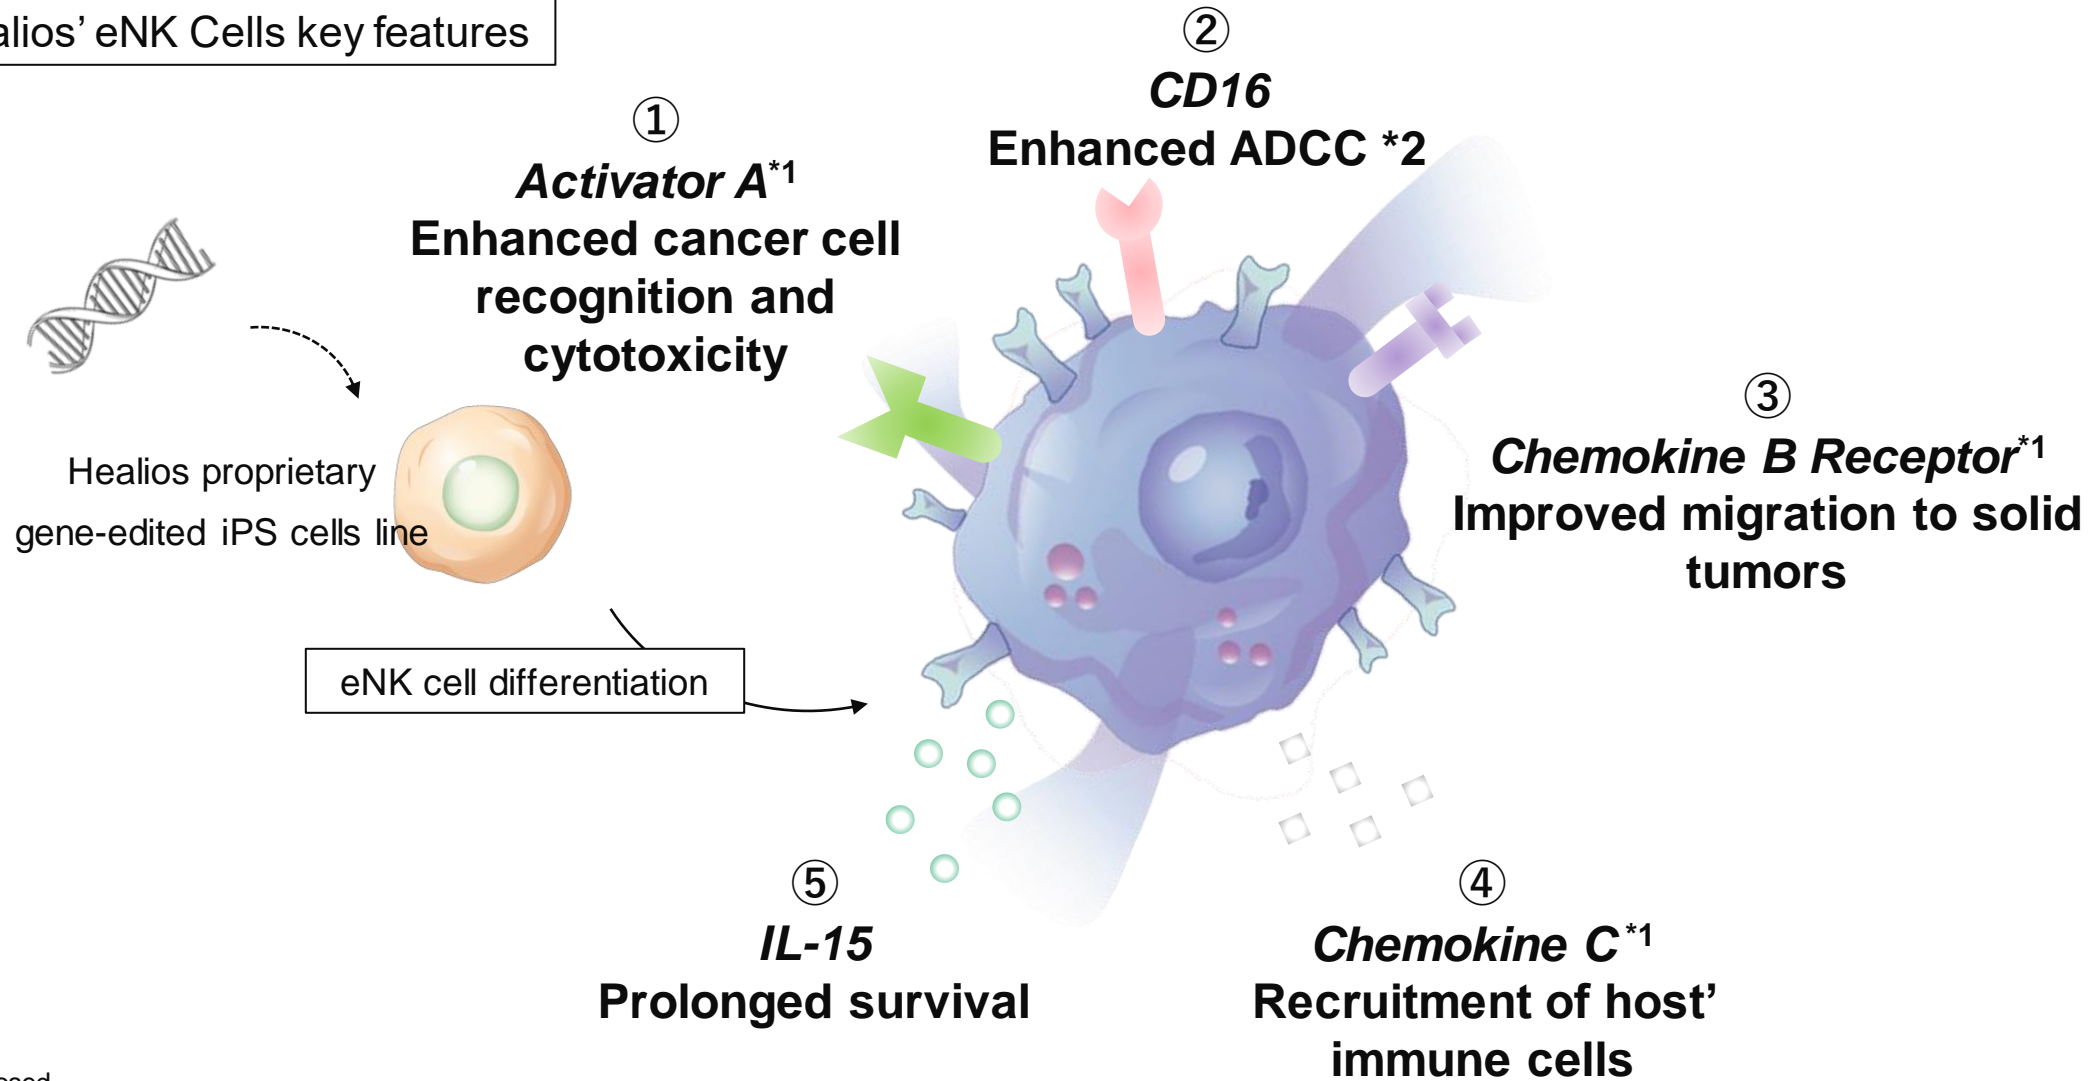 alios’ eNK Cells key features
①
Activator A*1
Enhanced cancer cell
recognition and
cytotoxicity
②
CD16
Enhanced ADCC *2
③
Chemokine B Receptor*1
Improved migration to solid
tumors
Healios proprietary
gene-edited iPS cells line
eNK cell differentiation
⑤
IL-15
Prolonged survival
④
Chemokine C*1
Recruitment of host’
immune cells